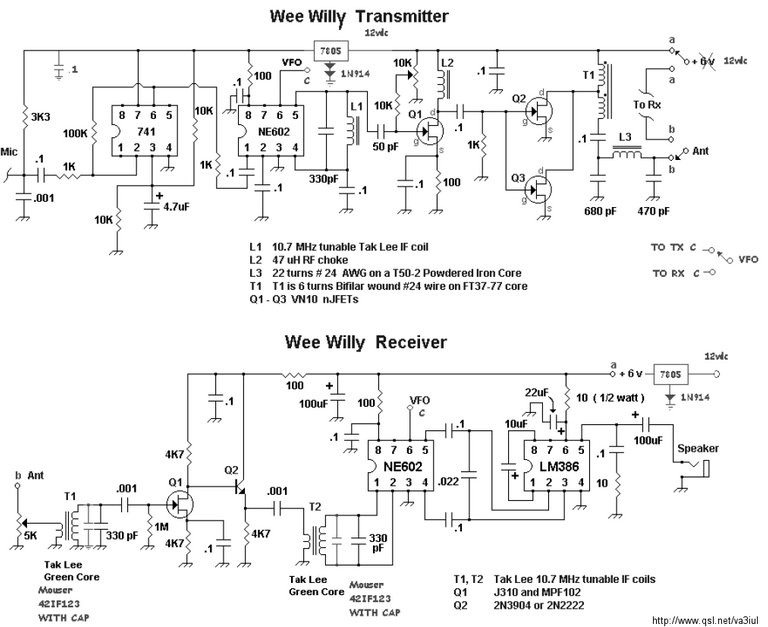 Wee Willy Transmitter
12vdc
7805
1N914
VFO
C
.1
100
L2
10K
10K
T1
a
+ 6 v
12vdc
a
To Rx
b
Ant
b
3K3
100K
8 7 6 5
741
1 2 3 4
10K
.1
8 7 6 5
NE602
1 2 3 4
L1
Q1
d
g
s
50 pF
.1
.1
1K
Q2
d
g
s
Q3
d
g
s
.1
L3
680 pF
470 pF
Mic
.1
1K
.001
10K
+
4.7uF
1K
.1
.1
330pF
.1
.1
100
L1 10.7 MHz tunable Tak Lee IF coil
L2 47 uH RF choke
L3 22 turns # 24 AWG on a T50-2 Powdered Iron Core
T1 T1 is 6 turns Bifilar wound #24 wire on FT37-77 core
Q1 - Q3 VN10 nJFETs
TO TX C
VFO
TO RX C
Wee Willy Receiver
a
+ 6 v
7805
12vdc
1N914
100
+
100uF
.1
100
VFO
C
.1
22uF
+
10 ( 1/2 watt )
10uF
+
+
100uF
Speaker
4K7
Q1
Q2
8 7 6 5
NE602
1 2 3 4
.1
.022
.1
8 7 6 5
LM386
1 2 3 4
.1
10
b Ant
5K
T1
330 pF
.001
1M
4K7
.1
4K7
.001
T2
330
pF
Tak Lee
Green Core
Mouser
42IF123
WITH CAP
Tak Lee
Green Core
Mouser
42IF123
WITH CAP
T1, T2 Tak Lee 10.7 MHz tunable IF coils
Q1 J310 and MPF102
Q2 2N3904 or 2N2222
http://www.qsl.net/va3iul